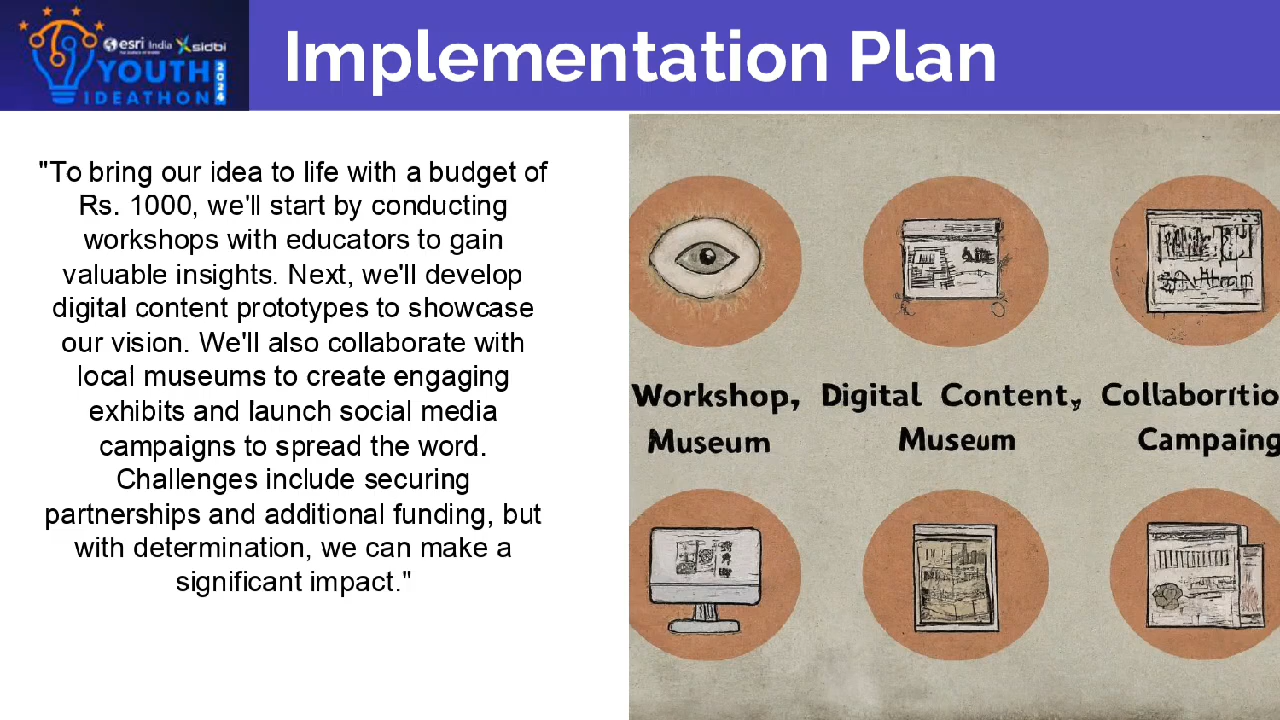 esri India sidbi
YOUTH
IDEATHON
2024
Implementation Plan
"To bring our idea to life with a budget of
Rs. 1000, we'll start by conducting
workshops with educators to gain
valuable insights. Next, we'll develop
digital content prototypes to showcase
our vision. We'll also collaborate with
local museums to create engaging
exhibits and launch social media
campaigns to spread the word.
Challenges include securing
partnerships and additional funding, but
with determination, we can make a
significant impact."
Workshop, Digital Content, Collaboritio
Museum Museum Campaing